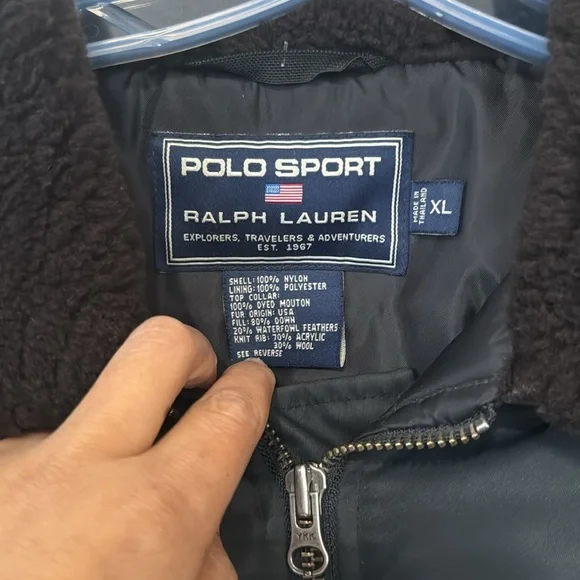 POLO SPORT
RALPH LAUREN
EXPLORERS, TRAVELERS & ADVENTURERS
EST. 1967
MADE IN
THAILAND
XL
SHELL: 100% NYLON
LINING: 100% POLYESTER
TOP COLLAR:
100% DYED MOUTON
FUR ORIGIN: USA
FILL: 80% DOWN
20% WATERFOWL FEATHERS
KNIT RIB: 70% ACRYLIC
30% WOOL
SEE REVERSE
YKK